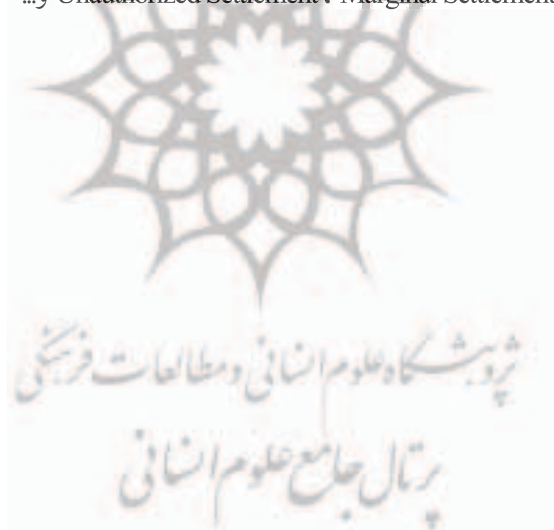 ...و Unauthorized Settlement ، Marginal Settlement
پژوهشگاه علوم انسانی و مطالعات فرهنگی
پرتال جامع علوم انسانی